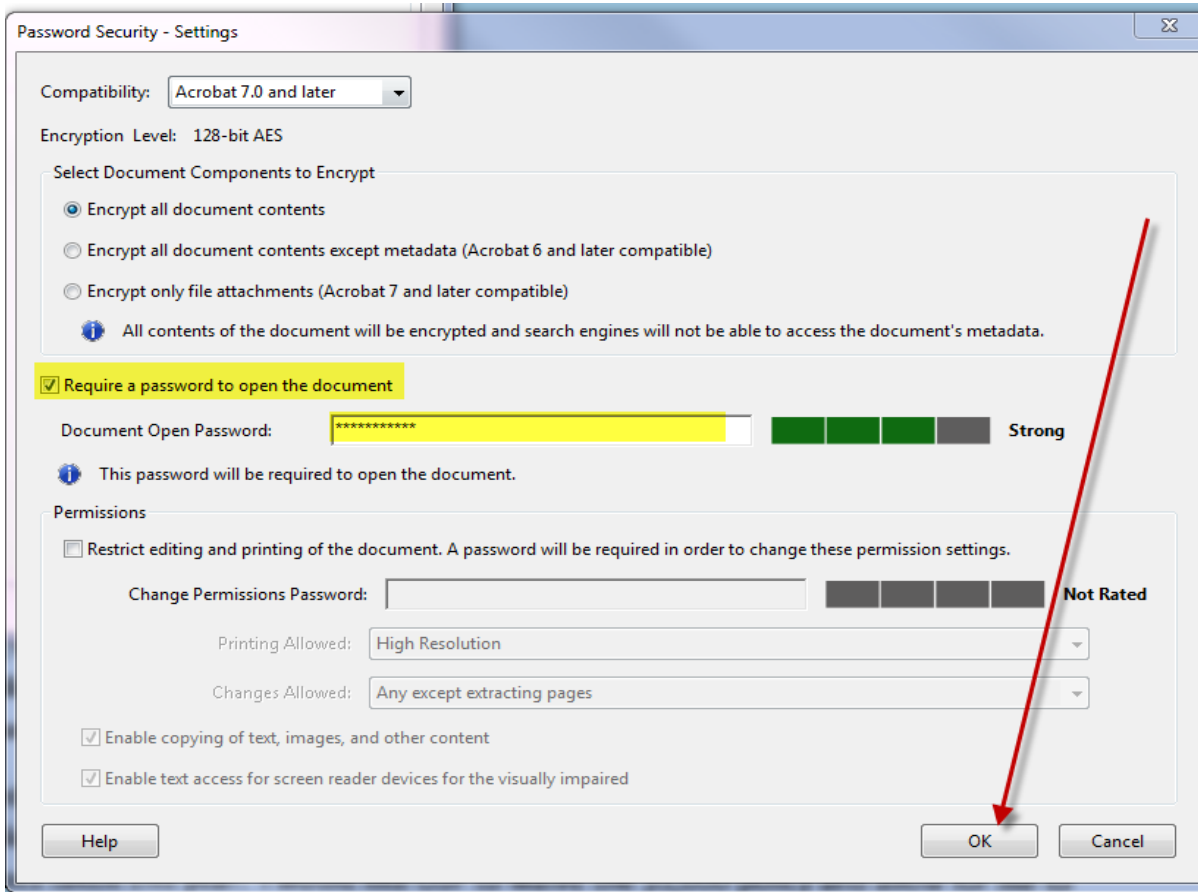 Password Security - Settings
Compatibility: Acrobat 7.0 and later
Encryption Level: 128-bit AES
Select Document Components to Encrypt
Encrypt all document contents
Encrypt all document contents except metadata (Acrobat 6 and later compatible)
Encrypt only file attachments (Acrobat 7 and later compatible)
All contents of the document will be encrypted and search engines will not be able to access the document's metadata.
Require a password to open the document
Document Open Password: *********** Strong
This password will be required to open the document.
Permissions
Restrict editing and printing of the document. A password will be required in order to change these permission settings.
Change Permissions Password: Not Rated
Printing Allowed: High Resolution
Changes Allowed: Any except extracting pages
Enable copying of text, images, and other content
Enable text access for screen reader devices for the visually impaired
Help OK Cancel